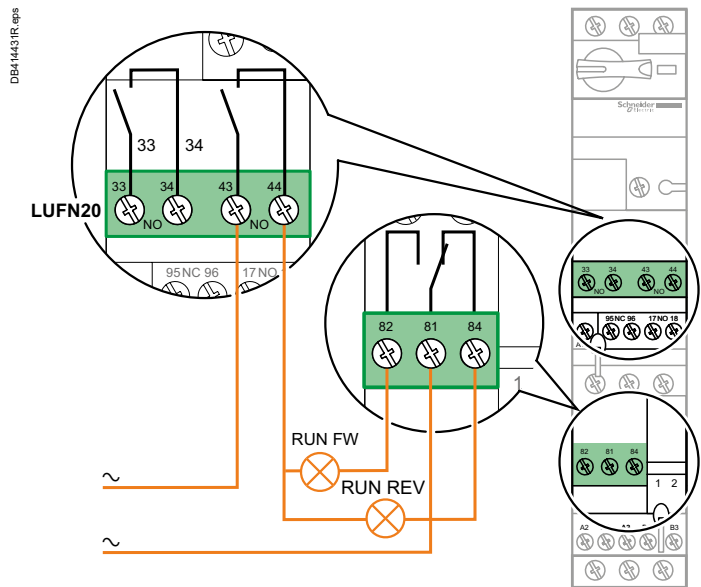 DB414431R.eps
33 34
33 34 43 44
LUFN20
NO NO
95 NC 96 17 NO
82 81 84
1
RUN FW
RUN REV
~
~
Schneider
Electric
33 34 43 44
NO NO
95 NC 96 17 NO 18
A
82 81 84
1 2
A2 B3